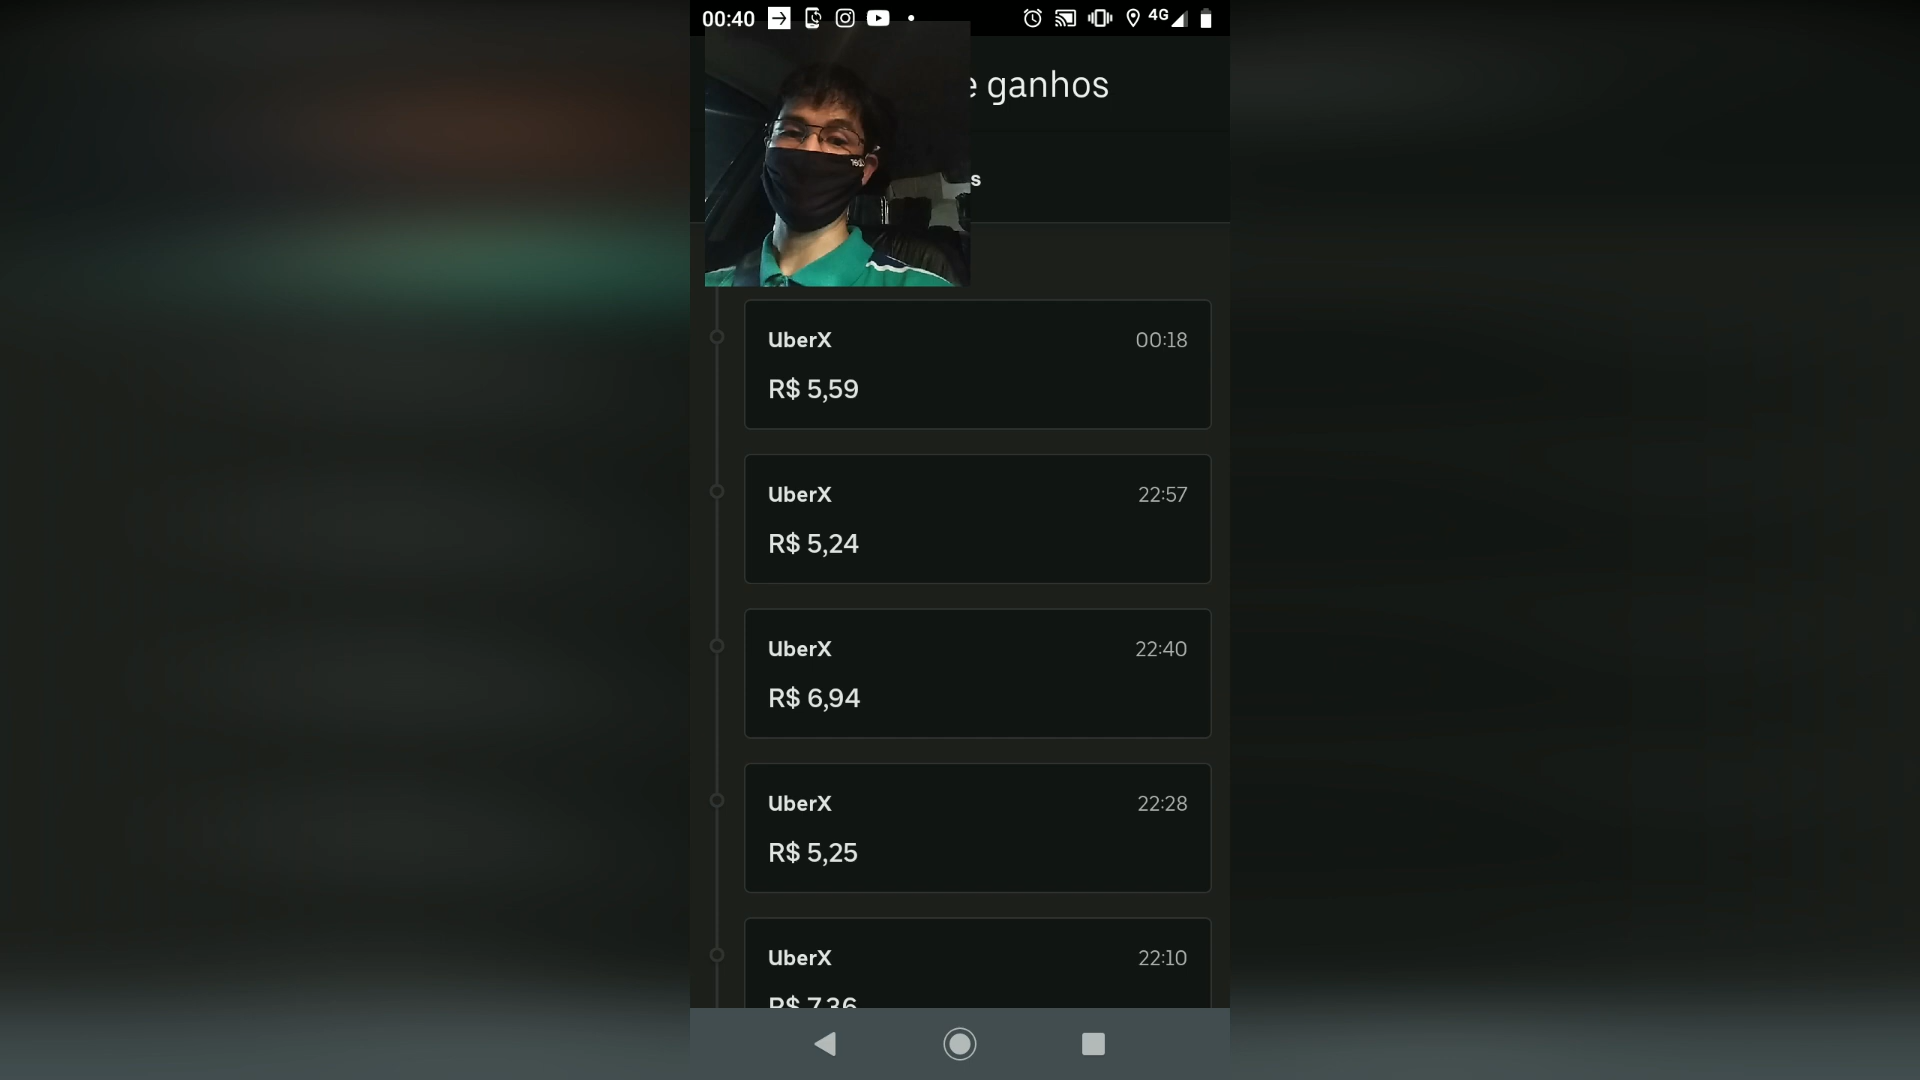 00:40
4G
e ganhos
s
UberX 00:18
R$ 5,59
UberX 22:57
R$ 5,24
UberX 22:40
R$ 6,94
UberX 22:28
R$ 5,25
UberX 22:10
R$ 7,36